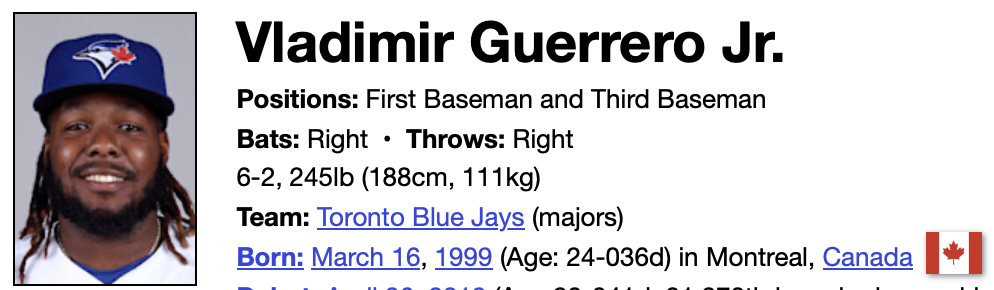 Vladimir Guerrero Jr.
Positions: First Baseman and Third Baseman
Bats: Right • Throws: Right
6-2, 245lb (188cm, 111kg)
Team: Toronto Blue Jays (majors)
Born: March 16, 1999 (Age: 24-036d) in Montreal, Canada